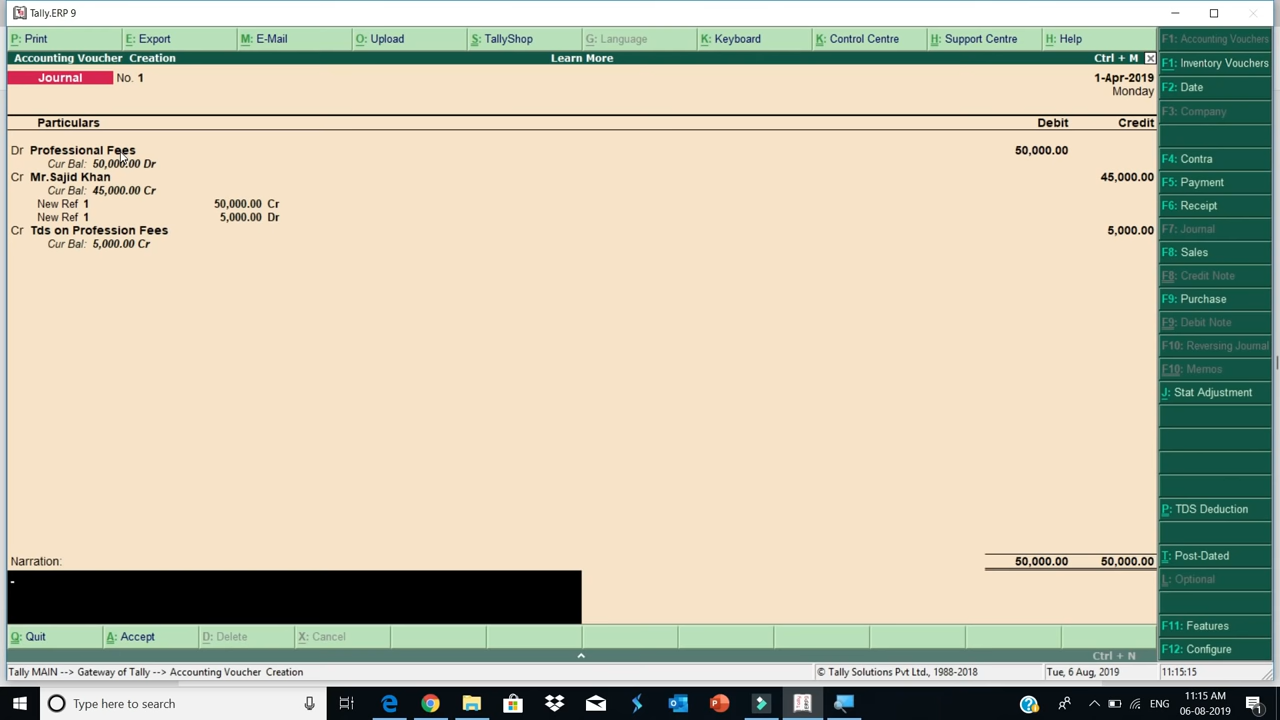 Tally.ERP 9
P: Print E: Export M: E-Mail O: Upload S: TallyShop G: Language K: Keyboard K: Control Centre H: Support Centre H: Help
Accounting Voucher Creation Learn More Ctrl + M
Journal No. 1 1-Apr-2019
Monday
Particulars Debit Credit
Dr Professional Fees 50,000.00
Cur Bal: 50,000.00 Dr
Cr Mr.Sajid Khan 45,000.00
Cur Bal: 45,000.00 Cr
New Ref 1 50,000.00 Cr
New Ref 1 5,000.00 Dr
Cr Tds on Profession Fees 5,000.00
Cur Bal: 5,000.00 Cr
Narration: 50,000.00 50,000.00
Q: Quit A: Accept D: Delete X: Cancel
Ctrl + N
F1: Accounting Vouchers
F1: Inventory Vouchers
F2: Date
F3: Company
F4: Contra
F5: Payment
F6: Receipt
F7: Journal
F8: Sales
F8: Credit Note
F9: Purchase
F9: Debit Note
F10: Reversing Journal
F10: Memos
J: Stat Adjustment
P: TDS Deduction
T: Post-Dated
L: Optional
F11: Features
F12: Configure
Tally MAIN --> Gateway of Tally --> Accounting Voucher Creation © Tally Solutions Pvt Ltd., 1988-2018 Tue, 6 Aug, 2019 11:15:15
Type here to search ENG 11:15 AM
06-08-2019